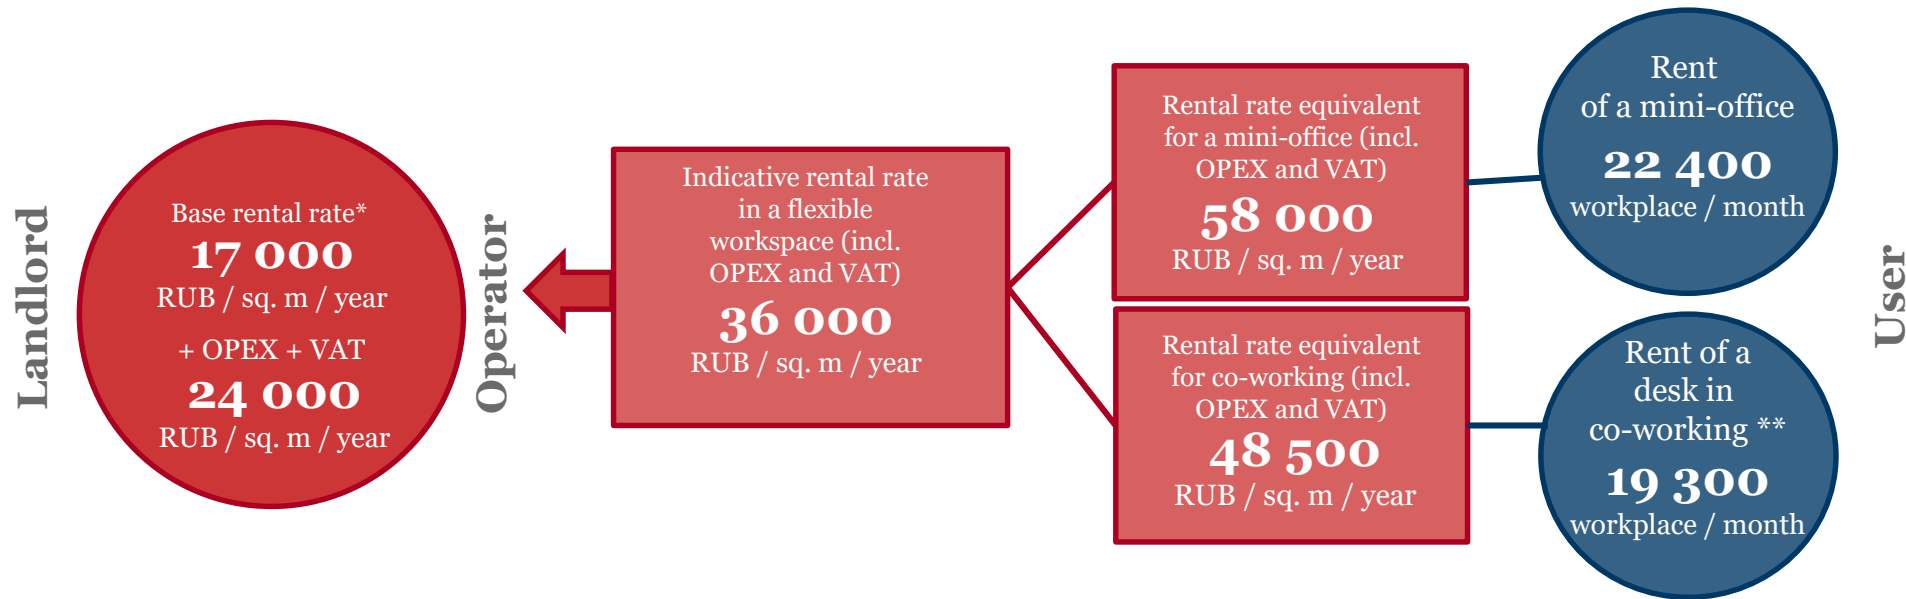 Landlord
Base rental rate*
17 000
RUB / sq. m / year
+ OPEX + VAT
24 000
RUB / sq. m / year
Operator
Indicative rental rate
in a flexible
workspace (incl.
OPEX and VAT)
36 000
RUB / sq. m / year
Rental rate equivalent
for a mini-office (incl.
OPEX and VAT)
58 000
RUB / sq. m / year
Rental rate equivalent
for co-working (incl.
OPEX and VAT)
48 500
RUB / sq. m / year
Rent
of a mini-office
22 400
workplace / month
Rent of a
desk in
co-working **
19 300
workplace / month
User